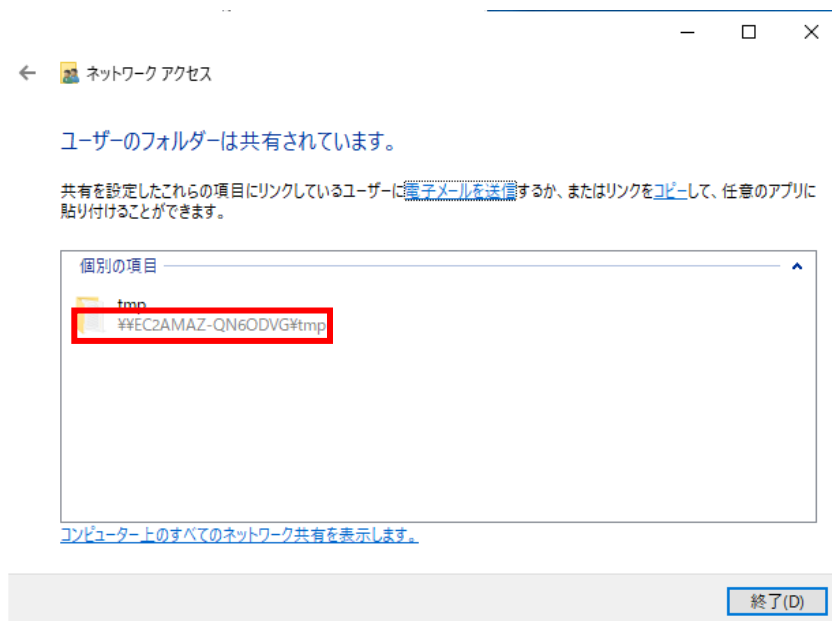 ネットワーク アクセス
ユーザーのフォルダーは共有されています。
共有を設定したこれらの項目にリンクしているユーザーに電子メールを送信するか、またはリンクをコピーして、任意のアプリに
貼り付けることができます。
個別の項目
tmp
¥¥EC2AMAZ-QN6ODVG¥tmp
コンピューター上のすべてのネットワーク共有を表示します。
終了(D)